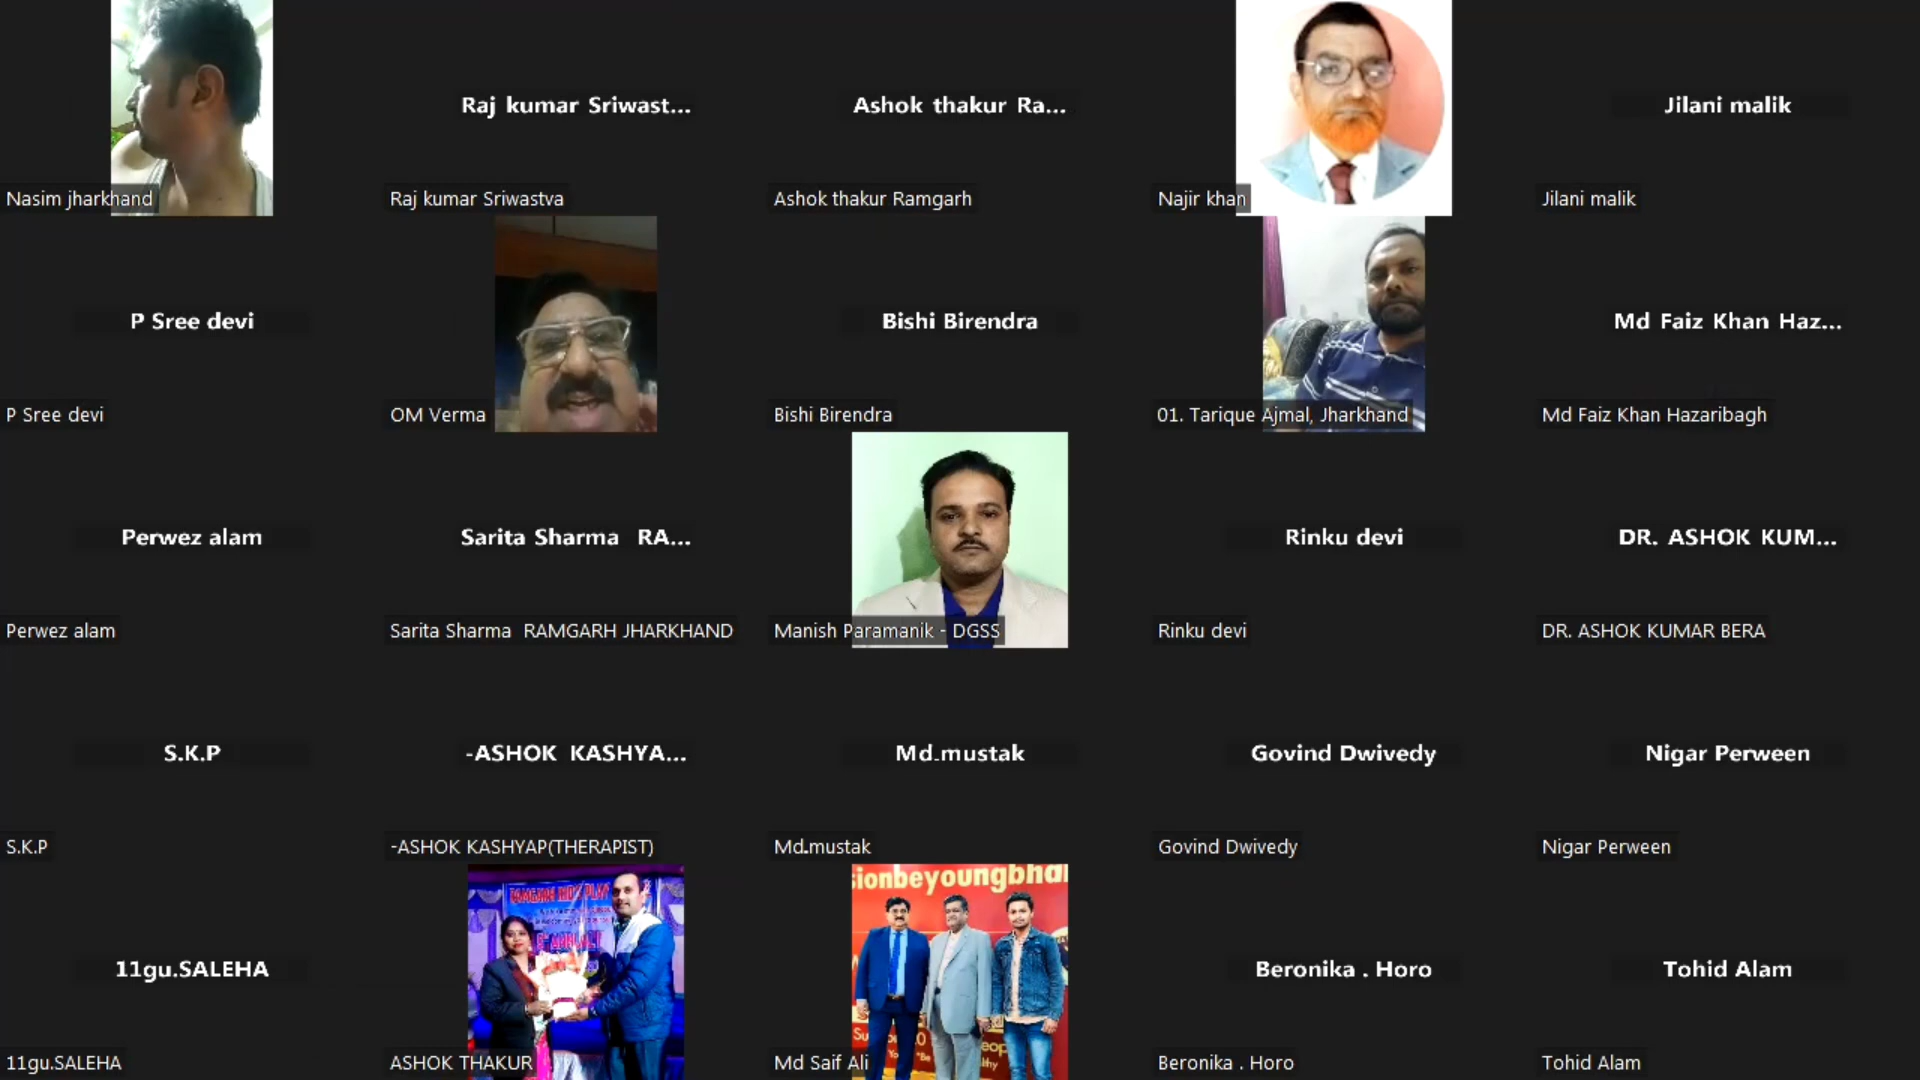 Nasim jharkhand
Raj kumar Sriwast...
Raj kumar Sriwastva
Ashok thakur Ra...
Ashok thakur Ramgarh
Najir khan
Jilani malik
Jilani malik
P Sree devi
P Sree devi
OM Verma
Bishi Birendra
Bishi Birendra
01. Tarique Ajmal, Jharkhand
Md Faiz Khan Haz...
Md Faiz Khan Hazaribagh
Perwez alam
Perwez alam
Sarita Sharma RA...
Sarita Sharma RAMGARH JHARKHAND
Manish Paramanik - DGSS
Rinku devi
Rinku devi
DR. ASHOK KUM...
DR. ASHOK KUMAR BERA
S.K.P
S.K.P
-ASHOK KASHYA...
-ASHOK KASHYAP(THERAPIST)
Md.mustak
Md.mustak
Govind Dwivedy
Govind Dwivedy
Nigar Perween
Nigar Perween
11gu.SALEHA
11gu.SALEHA
ASHOK THAKUR
sionbeyoungbha
Md Saif Ali
Beronika . Horo
Beronika . Horo
Tohid Alam
Tohid Alam